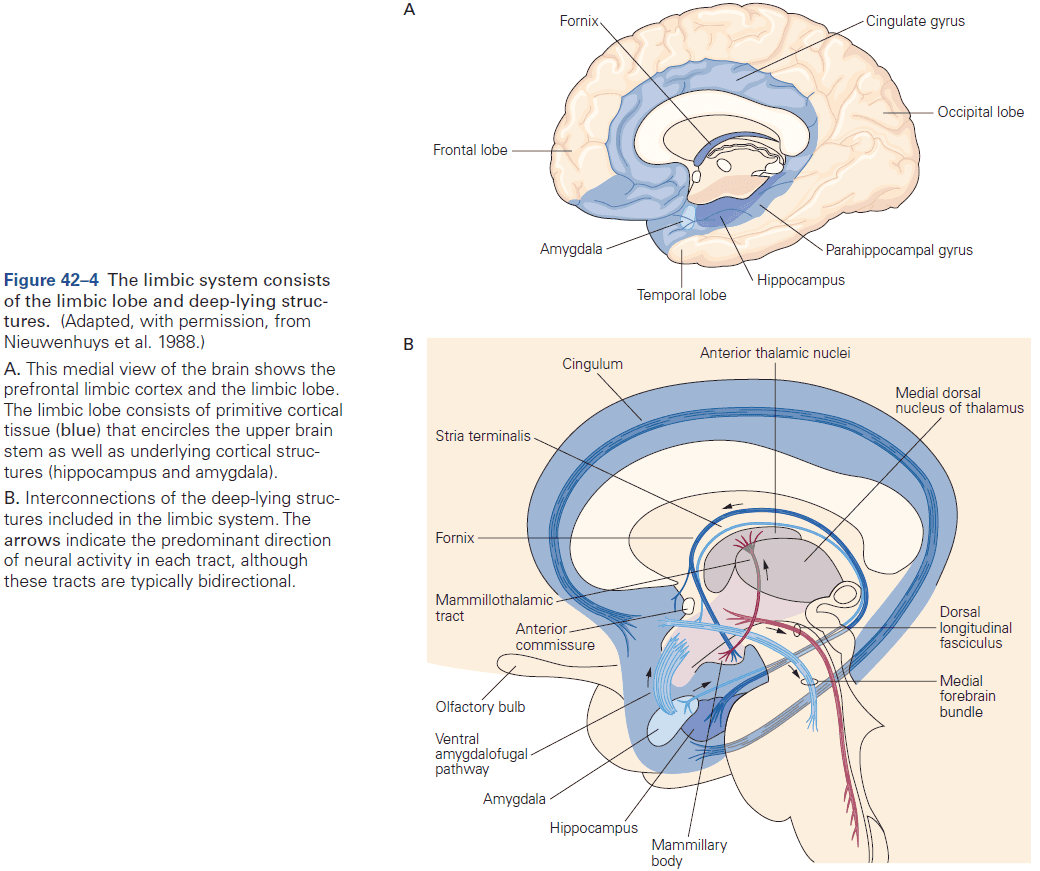 A
Fornix
Cingulate gyrus
Occipital lobe
Frontal lobe
Amygdala
Parahippocampal gyrus
Hippocampus
Temporal lobe
Figure 42–4 The limbic system consists
of the limbic lobe and deep-lying struc-
tures. (Adapted, with permission, from
Nieuwenhuys et al. 1988.)
A. This medial view of the brain shows the
prefrontal limbic cortex and the limbic lobe.
The limbic lobe consists of primitive cortical
tissue (blue) that encircles the upper brain
stem as well as underlying cortical struc-
tures (hippocampus and amygdala).
B. Interconnections of the deep-lying struc-
tures included in the limbic system. The
arrows indicate the predominant direction
of neural activity in each tract, although
these tracts are typically bidirectional.
B
Cingulum
Anterior thalamic nuclei
Medial dorsal
nucleus of thalamus
Stria terminalis
Fornix
Mammillothalamic
tract
Anterior
commissure
Dorsal
longitudinal
fasciculus
Medial
forebrain
bundle
Olfactory bulb
Ventral
amygdalofugal
pathway
Amygdala
Hippocampus
Mammillary
body